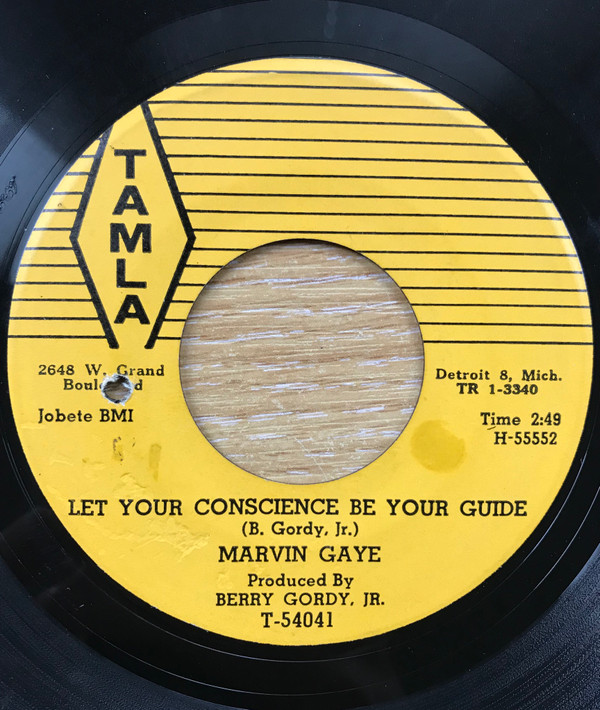 TAMLA
2648 W. Grand
Detroit 8, Mich.
TR 1-3340
Jobete BMI
Time 2:49
H-55552
LET YOUR CONSCIENCE BE YOUR GUIDE
(B. Gordy, Jr.)
MARVIN GAYE
Produced By
BERRY GORDY, JR.
T-54041